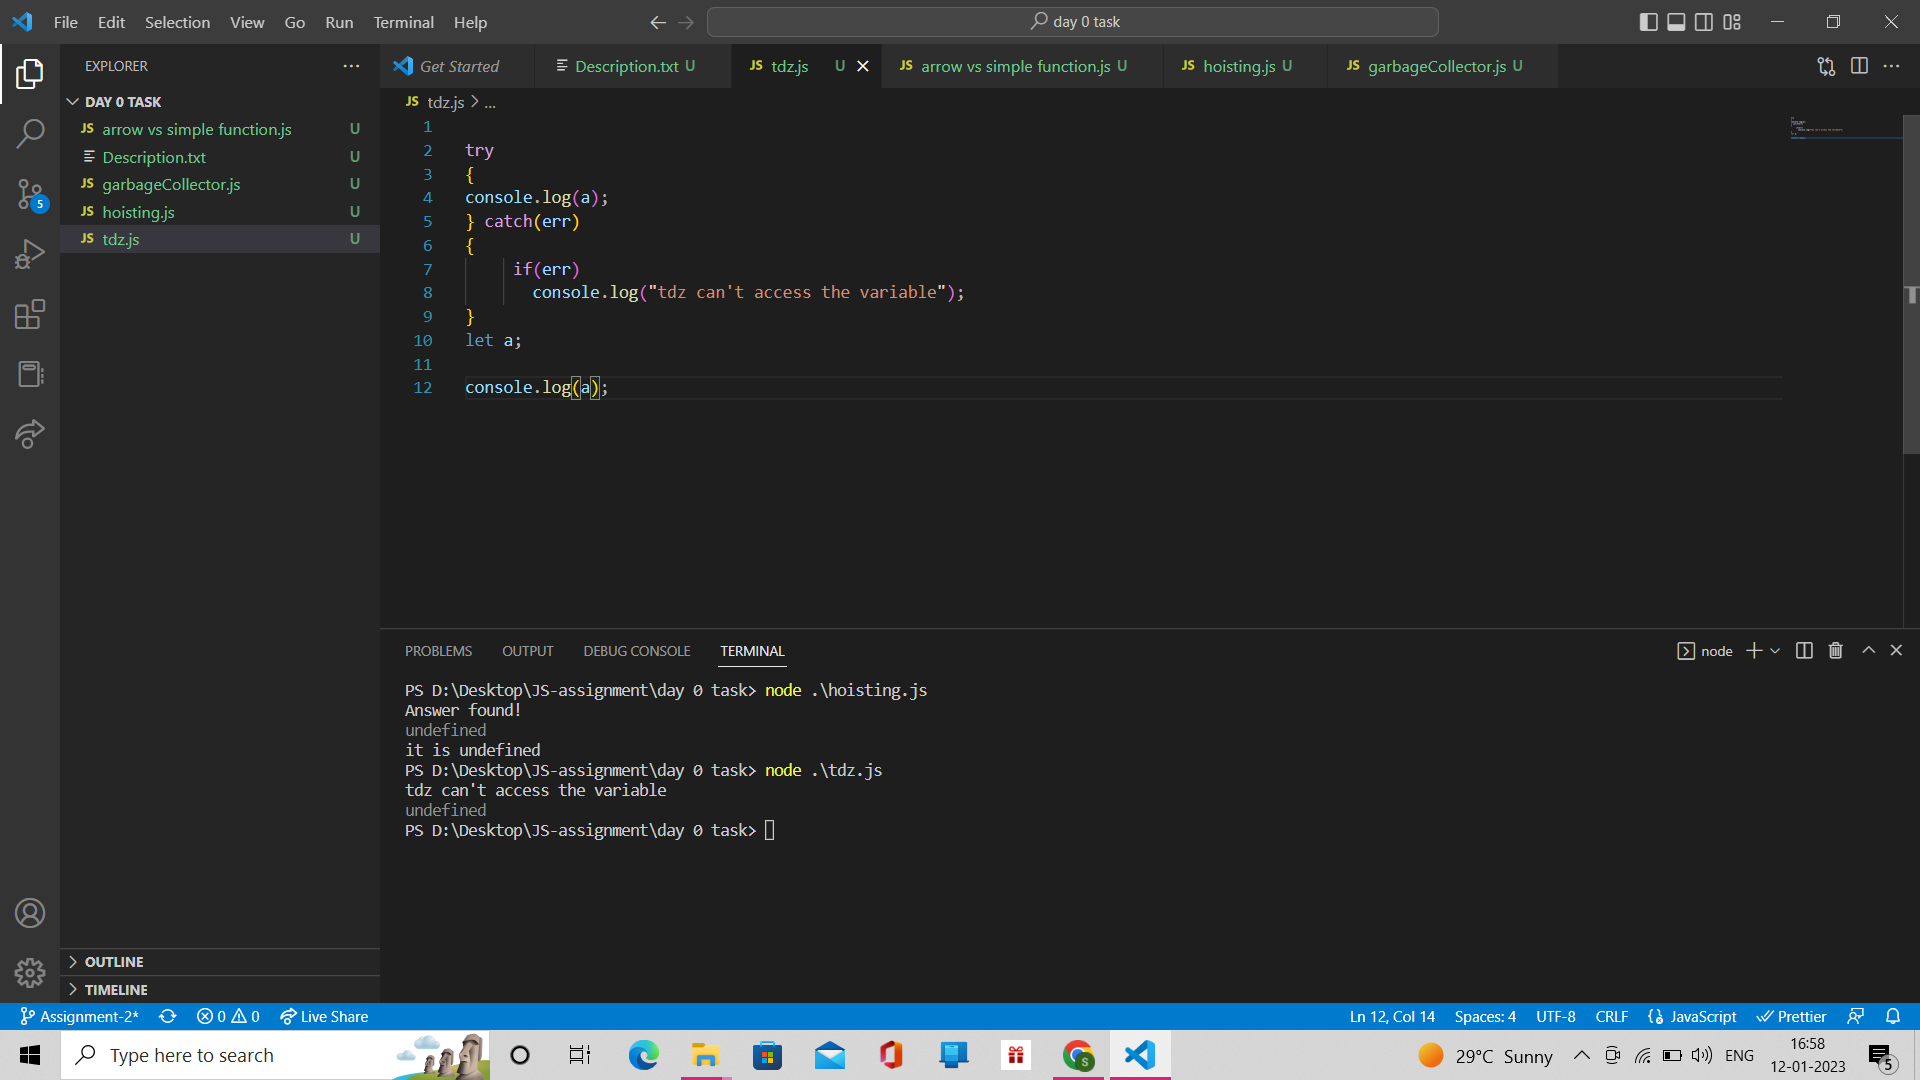 File Edit Selection View Go Run Terminal Help day 0 task
EXPLORER
DAY 0 TASK
JS arrow vs simple function.js U
Description.txt U
JS garbageCollector.js U
JS hoisting.js U
JS tdz.js U
5
OUTLINE
TIMELINE
Get Started Description.txt U JS tdz.js U JS arrow vs simple function.js U JS hoisting.js U JS garbageCollector.js U
JS tdz.js > ...
1
2 try
3 {
4 console.log(a);
5 } catch(err)
6 {
7 if(err)
8 console.log("tdz can't access the variable");
9 }
10 let a;
11
12 console.log(a);
PROBLEMS OUTPUT DEBUG CONSOLE TERMINAL node
PS D:\Desktop\JS-assignment\day 0 task> node .\hoisting.js
Answer found!
undefined
it is undefined
PS D:\Desktop\JS-assignment\day 0 task> node .\tdz.js
tdz can't access the variable
undefined
PS D:\Desktop\JS-assignment\day 0 task>
Assignment-2* 0 0 Live Share Ln 12, Col 14 Spaces: 4 UTF-8 CRLF JavaScript Prettier
Type here to search 29°C Sunny ENG 16:58
12-01-2023 5